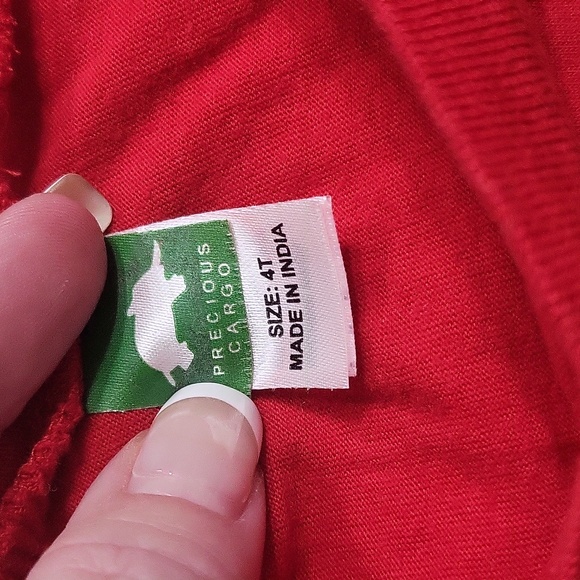 PRECIOUS
CARGO
SIZE: 4T
MADE IN INDIA